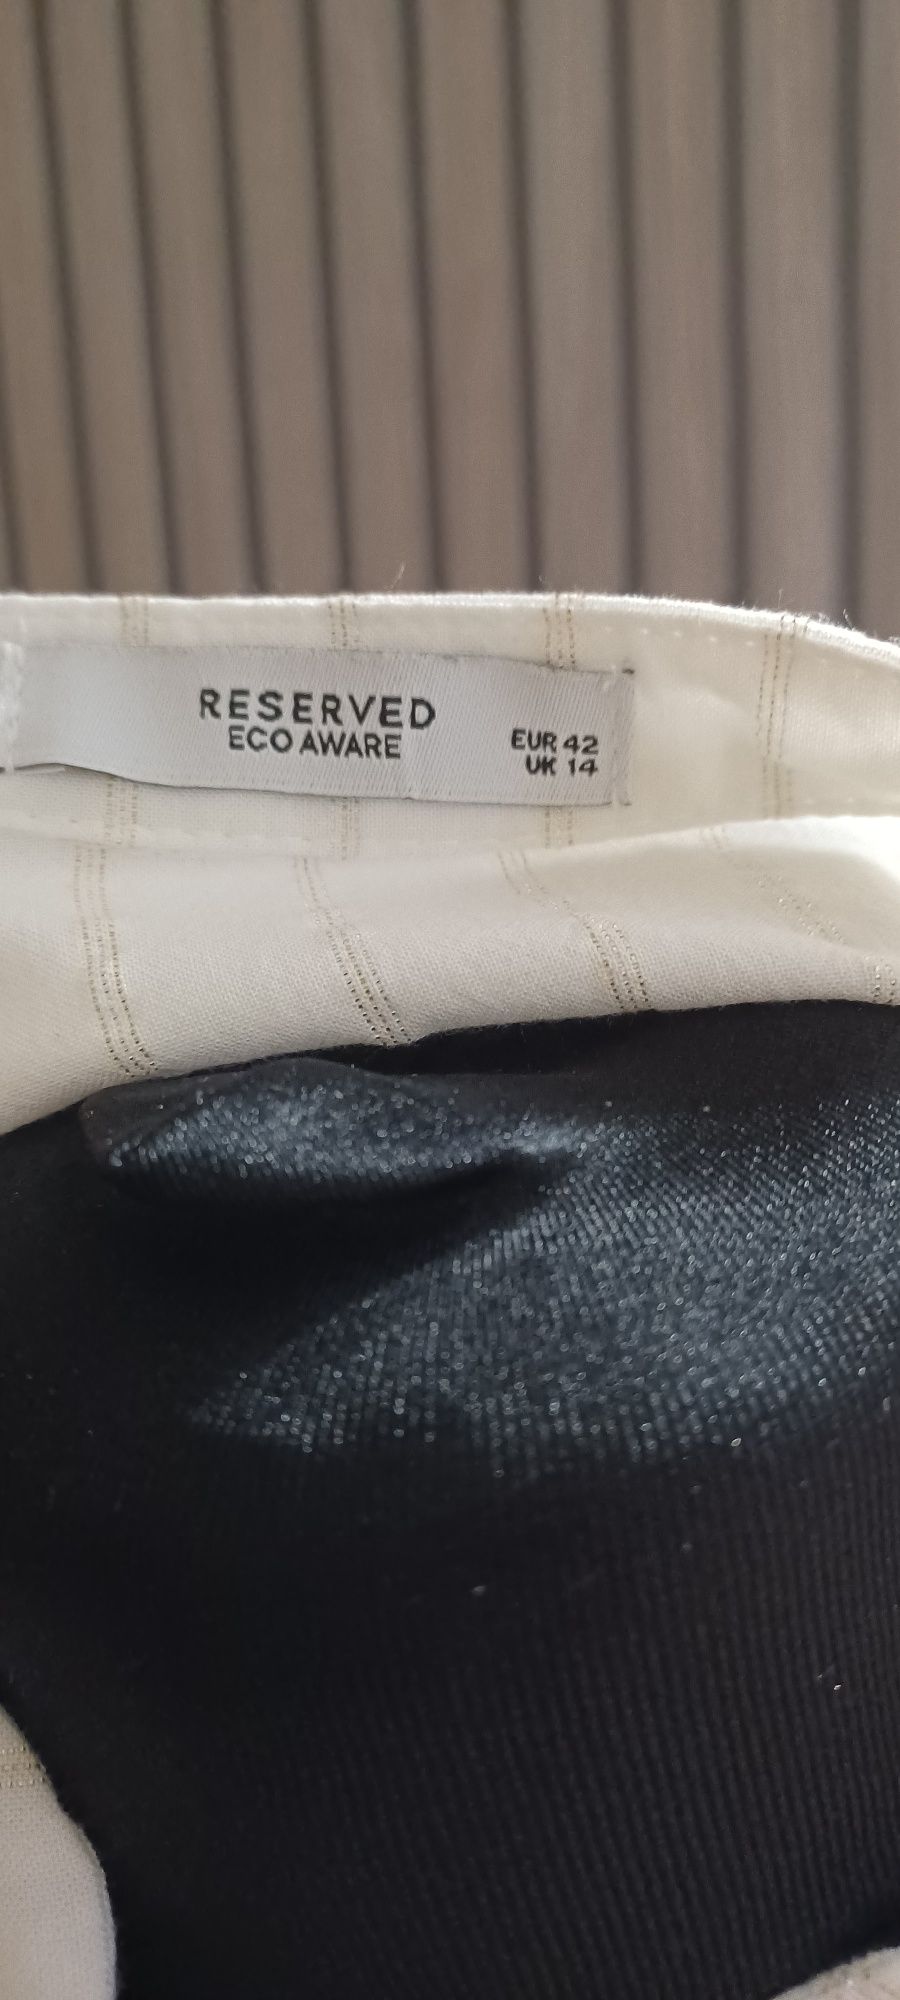 RESERVED
ECO AWARE
EUR 42
UK 14